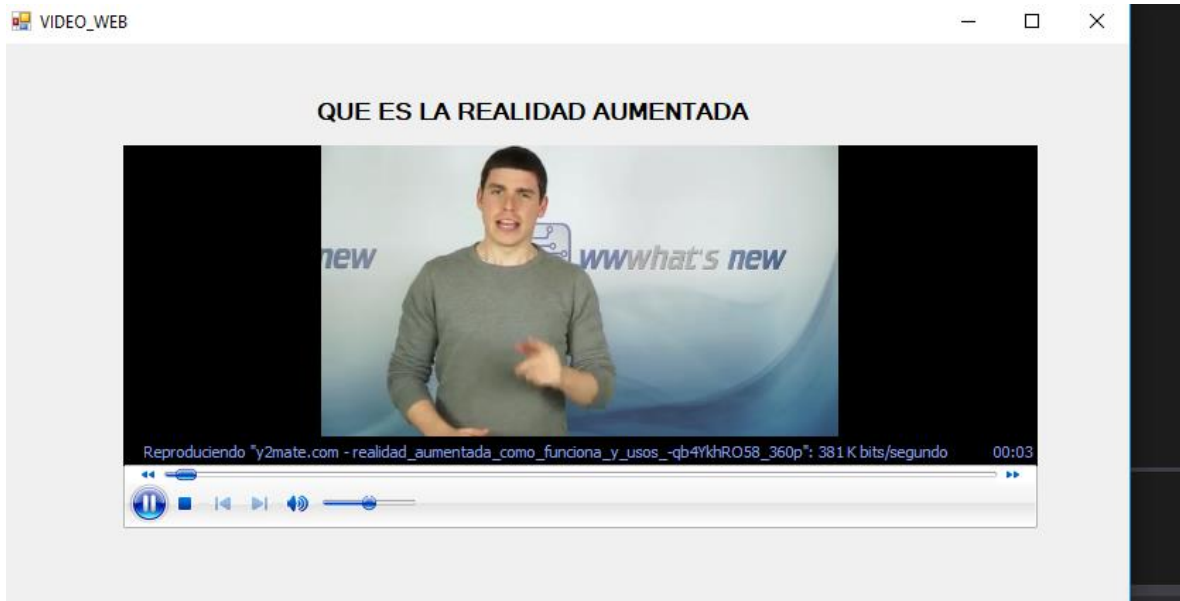 VIDEO_WEB
QUE ES LA REALIDAD AUMENTADA
new
wwwhat's new
Reproduciendo "y2mate.com - realidad_aumentada_como_funciona_y_usos_-qb4YkhRO58_360p": 381 K bits/segundo 00:03